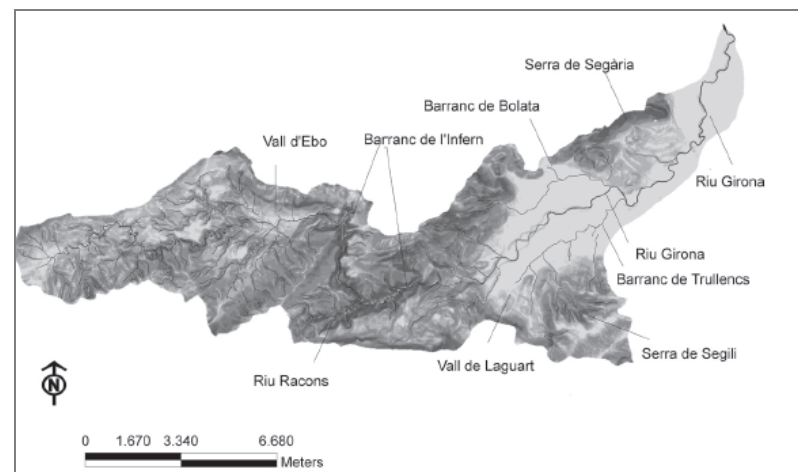 Serra de Segària
Barranc de Bolata
Vall d'Ebo
Barranc de l'Infern
Riu Girona
Riu Girona
Barranc de Trullencs
Serra de Segili
Vall de Laguart
Riu Racons
N
0 1.670 3.340 6.680
Meters